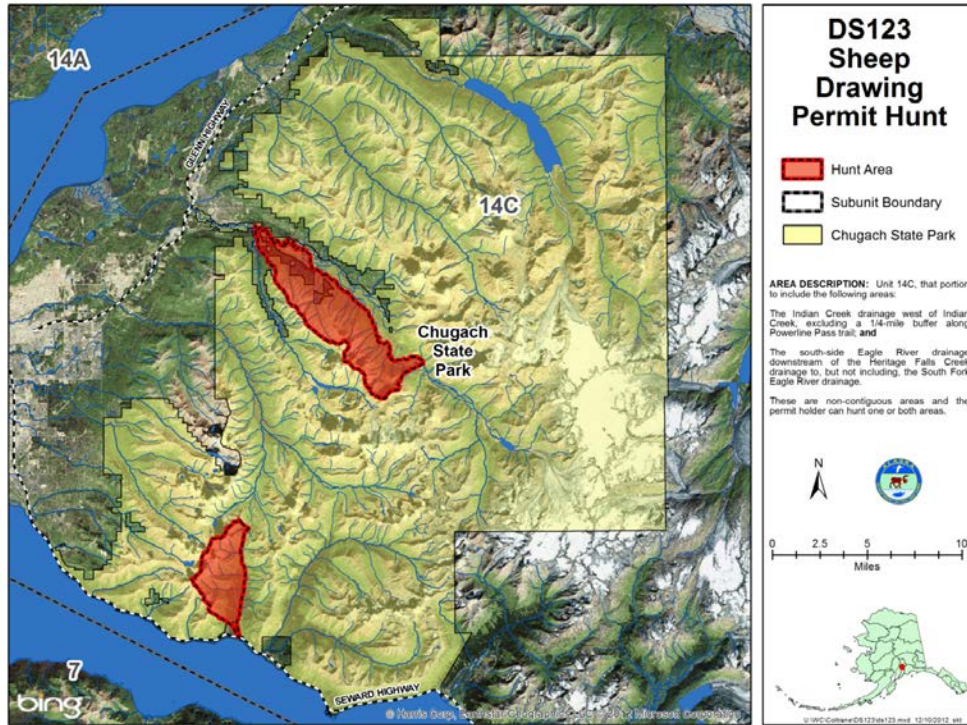 14A
GLENN HIGHWAY
14C
Chugach
State
Park
7
SEWARD HIGHWAY
bing
DS123
Sheep
Drawing
Permit Hunt
Hunt Area
Subunit Boundary
Chugach State Park
AREA DESCRIPTION: Unit 14C, that portion
to include the following areas:
The Indian Creek drainage west of Indian
Creek, excluding a 1/4-mile buffer along
Powerline Pass trail; and
The south-side Eagle River drainage
downstream of the Heritage Falls Creek
drainage to, but not including, the South Fork
Eagle River drainage.
These are non-contiguous areas and the
permit holder can hunt one or both areas.
N
0 2.5 5 10
Miles